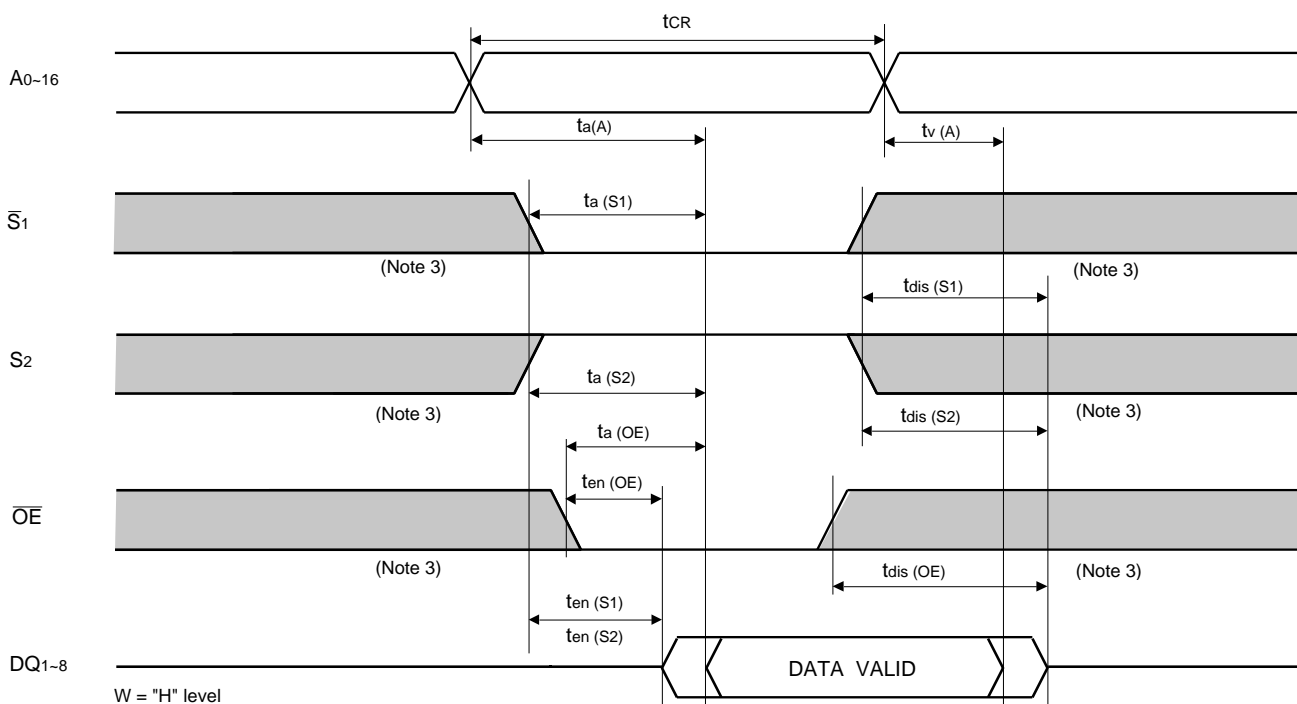 tCR
A0~16
ta(A)
tv (A)
ta (S1)
S̅1
(Note 3)
(Note 3)
tdis (S1)
S2
ta (S2)
(Note 3)
(Note 3)
tdis (S2)
ta (OE)
ten (OE)
O̅E̅
(Note 3)
(Note 3)
tdis (OE)
ten (S1)
ten (S2)
DQ1~8
DATA VALID
W = "H" level